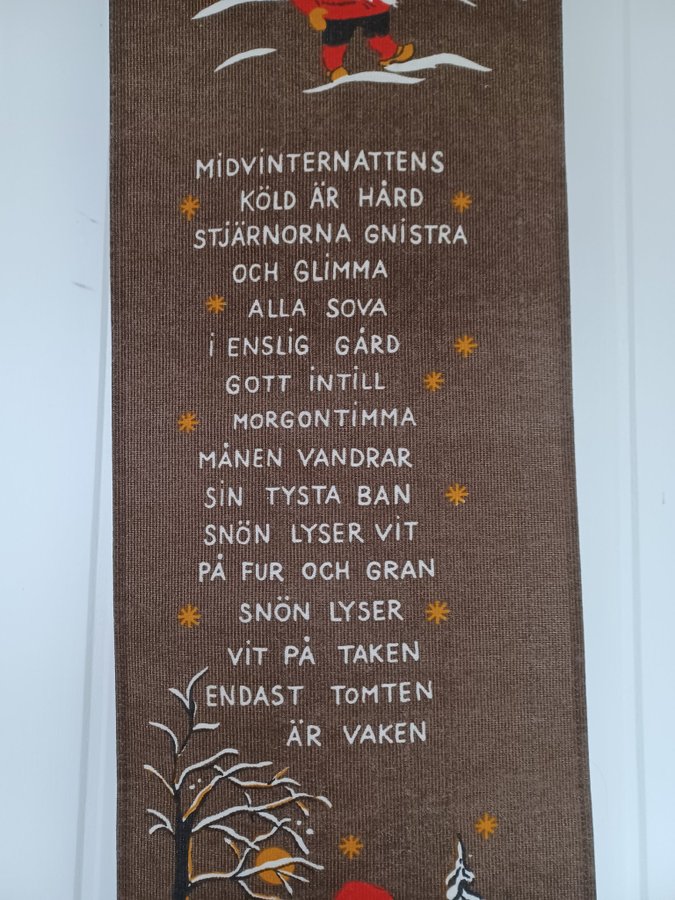 MIDVINTERNATTENS
KÖLD ÄR HÅRD
STJÄRNORNA GNISTRA
OCH GLIMMA
ALLA SOVA
I ENSLIG GÅRD
GOTT INTILL
MORGONTIMMA
MÅNEN VANDRAR
SIN TYSTA BAN
SNÖN LYSER VIT
PÅ FUR OCH GRAN
SNÖN LYSER
VIT PÅ TAKEN
ENDAST TOMTEN
ÄR VAKEN